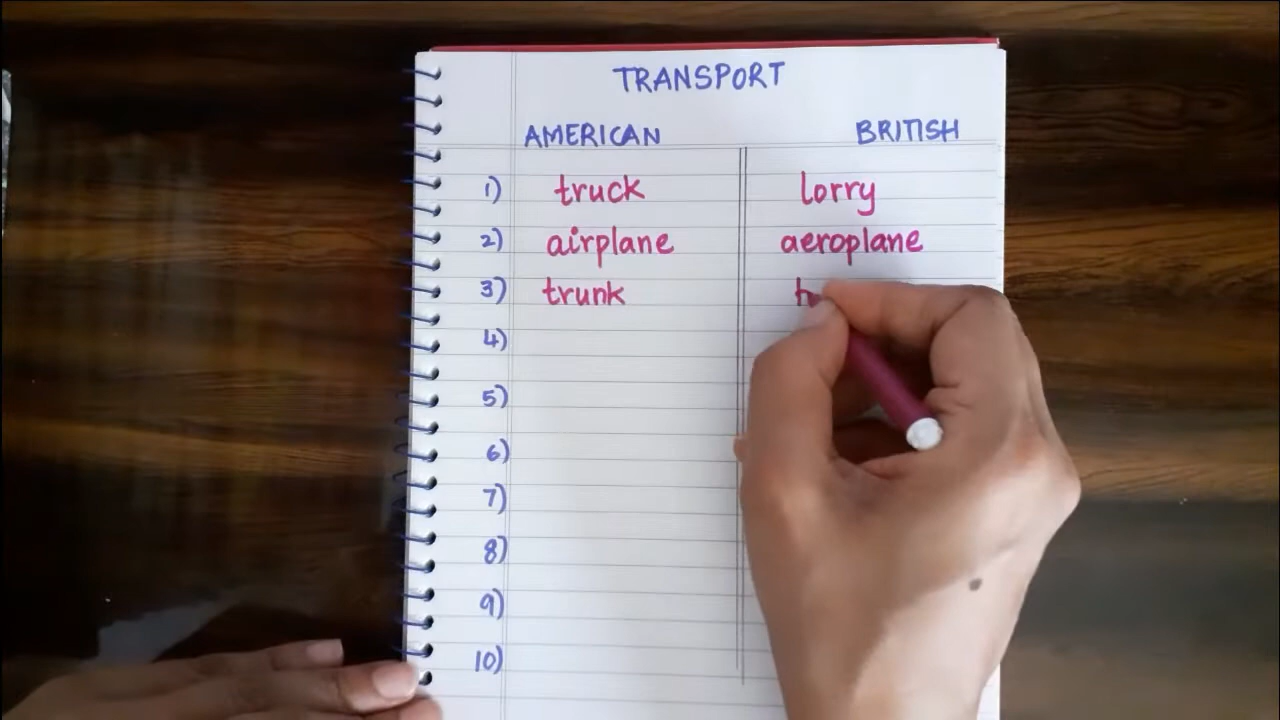 TRANSPORT
AMERICAN BRITISH
1) truck lorry
2) airplane aeroplane
3) trunk
4)
5)
6)
7)
8)
9)
10)